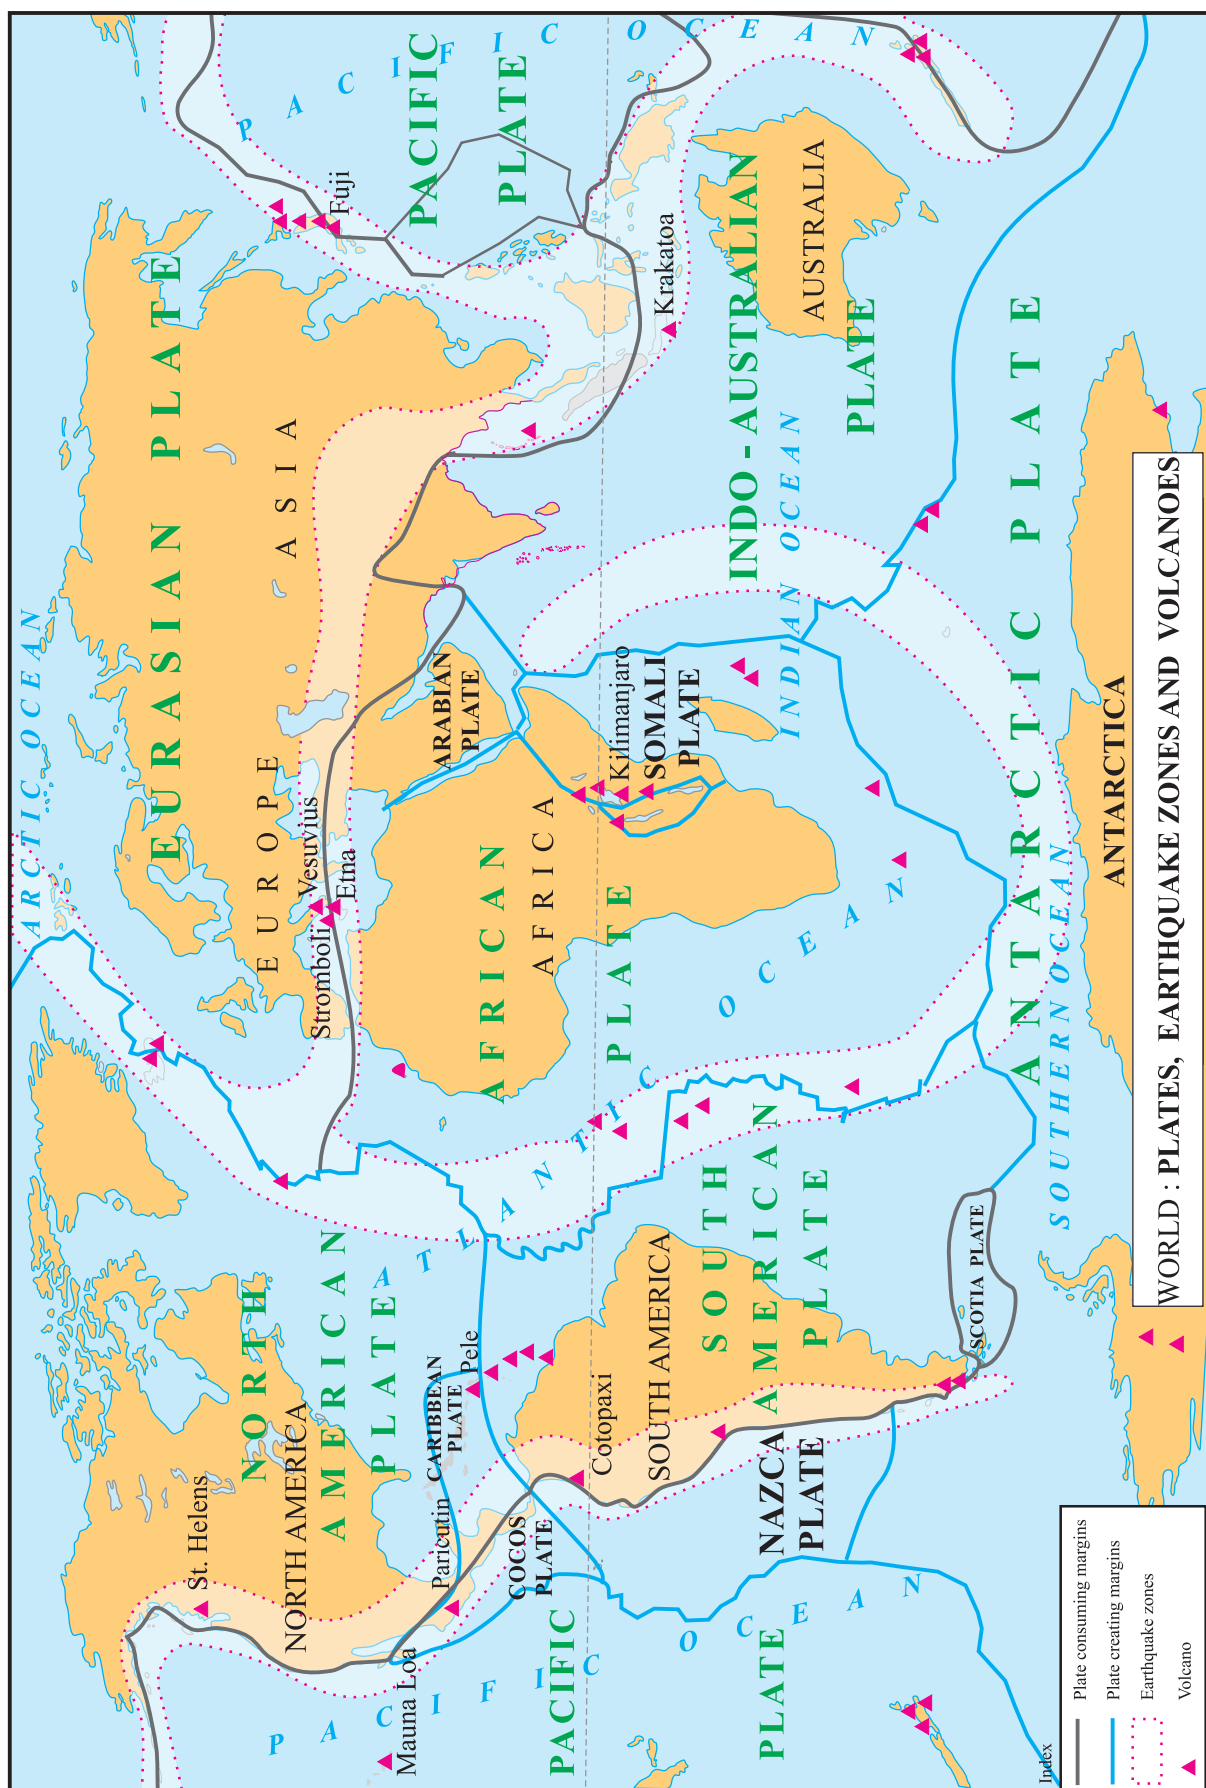 WORLD : PLATES, EARTHQUAKE ZONES AND VOLCANOES
ARCTIC OCEAN
EURASIAN PLATE
EUROPE
ASIA
NORTH
AMERICAN
PLATE
NORTH AMERICA
St. Helens
Stromboli
Vesuvius
Etna
Fuji
PACIFIC OCEAN
PACIFIC
PLATE
ATLANTIC OCEAN
Mauna Loa
Paricutin
CARIBBEAN
PLATE
Pele
COCOS
PLATE
AFRICAN
PLATE
AFRICA
ARABIAN
PLATE
Kilimanjaro
SOMALI
PLATE
Krakatoa
PACIFIC OCEAN
PACIFIC
PLATE
Cotopaxi
SOUTH AMERICA
SOUTH
AMERICAN
PLATE
NAZCA
PLATE
INDO - AUSTRALIAN
PLATE
INDIAN OCEAN
INDIAN OCEAN
AUSTRALIA
SCOTIA PLATE
ANTARCTIC PLATE
SOUTHERN OCEAN
ANTARCTICA
Index
Plate consuming margins
Plate creating margins
Earthquake zones
Volcano